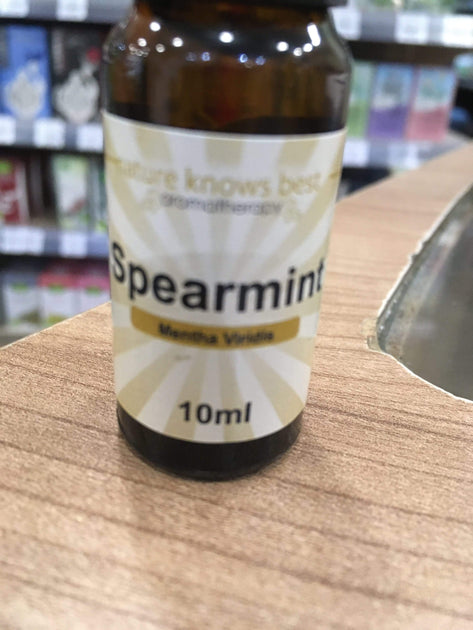 nature knows best
aromatherapy
Spearmint
Mentha Viridis
10ml